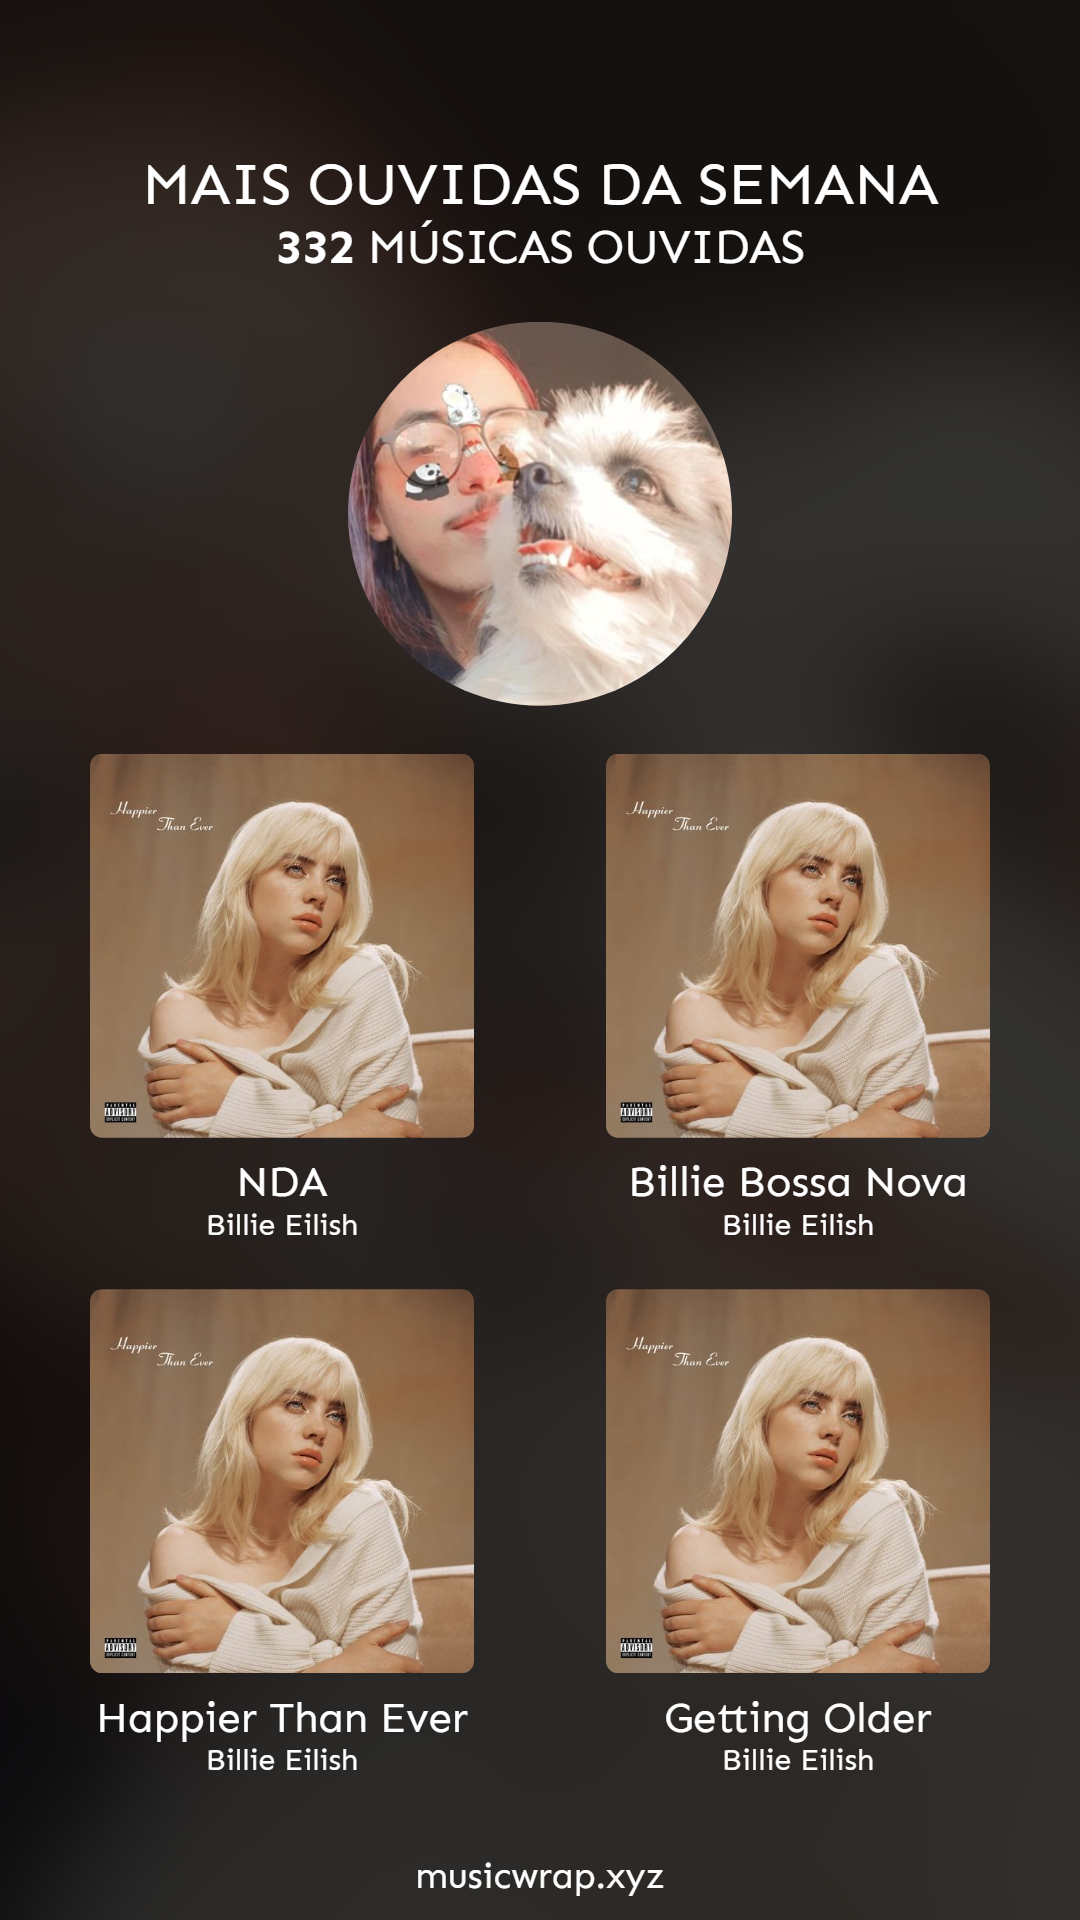 MAIS OUVIDAS DA SEMANA
332 MÚSICAS OUVIDAS
Happier
Than Ever
PARENTAL
ADVISORY
EXPLICIT CONTENT
NDA
Billie Eilish
Happier
Than Ever
PARENTAL
ADVISORY
EXPLICIT CONTENT
Billie Bossa Nova
Billie Eilish
Happier
Than Ever
PARENTAL
ADVISORY
EXPLICIT CONTENT
Happier Than Ever
Billie Eilish
Happier
Than Ever
PARENTAL
ADVISORY
EXPLICIT CONTENT
Getting Older
Billie Eilish
musicwrap.xyz